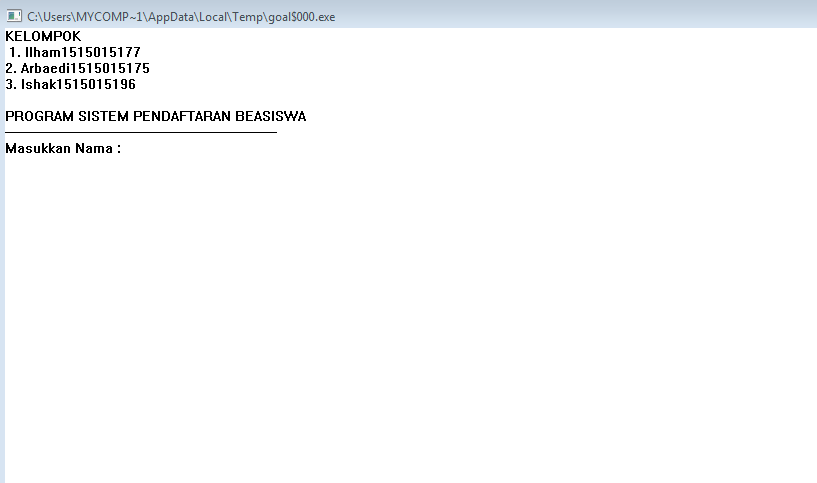 C:\Users\MYCOMP~1\AppData\Local\Temp\goal$000.exe
KELOMPOK
1. Ilham1515015177
2. Arbaedi1515015175
3. Ishak1515015196
PROGRAM SISTEM PENDAFTARAN BEASISWA
Masukkan Nama :